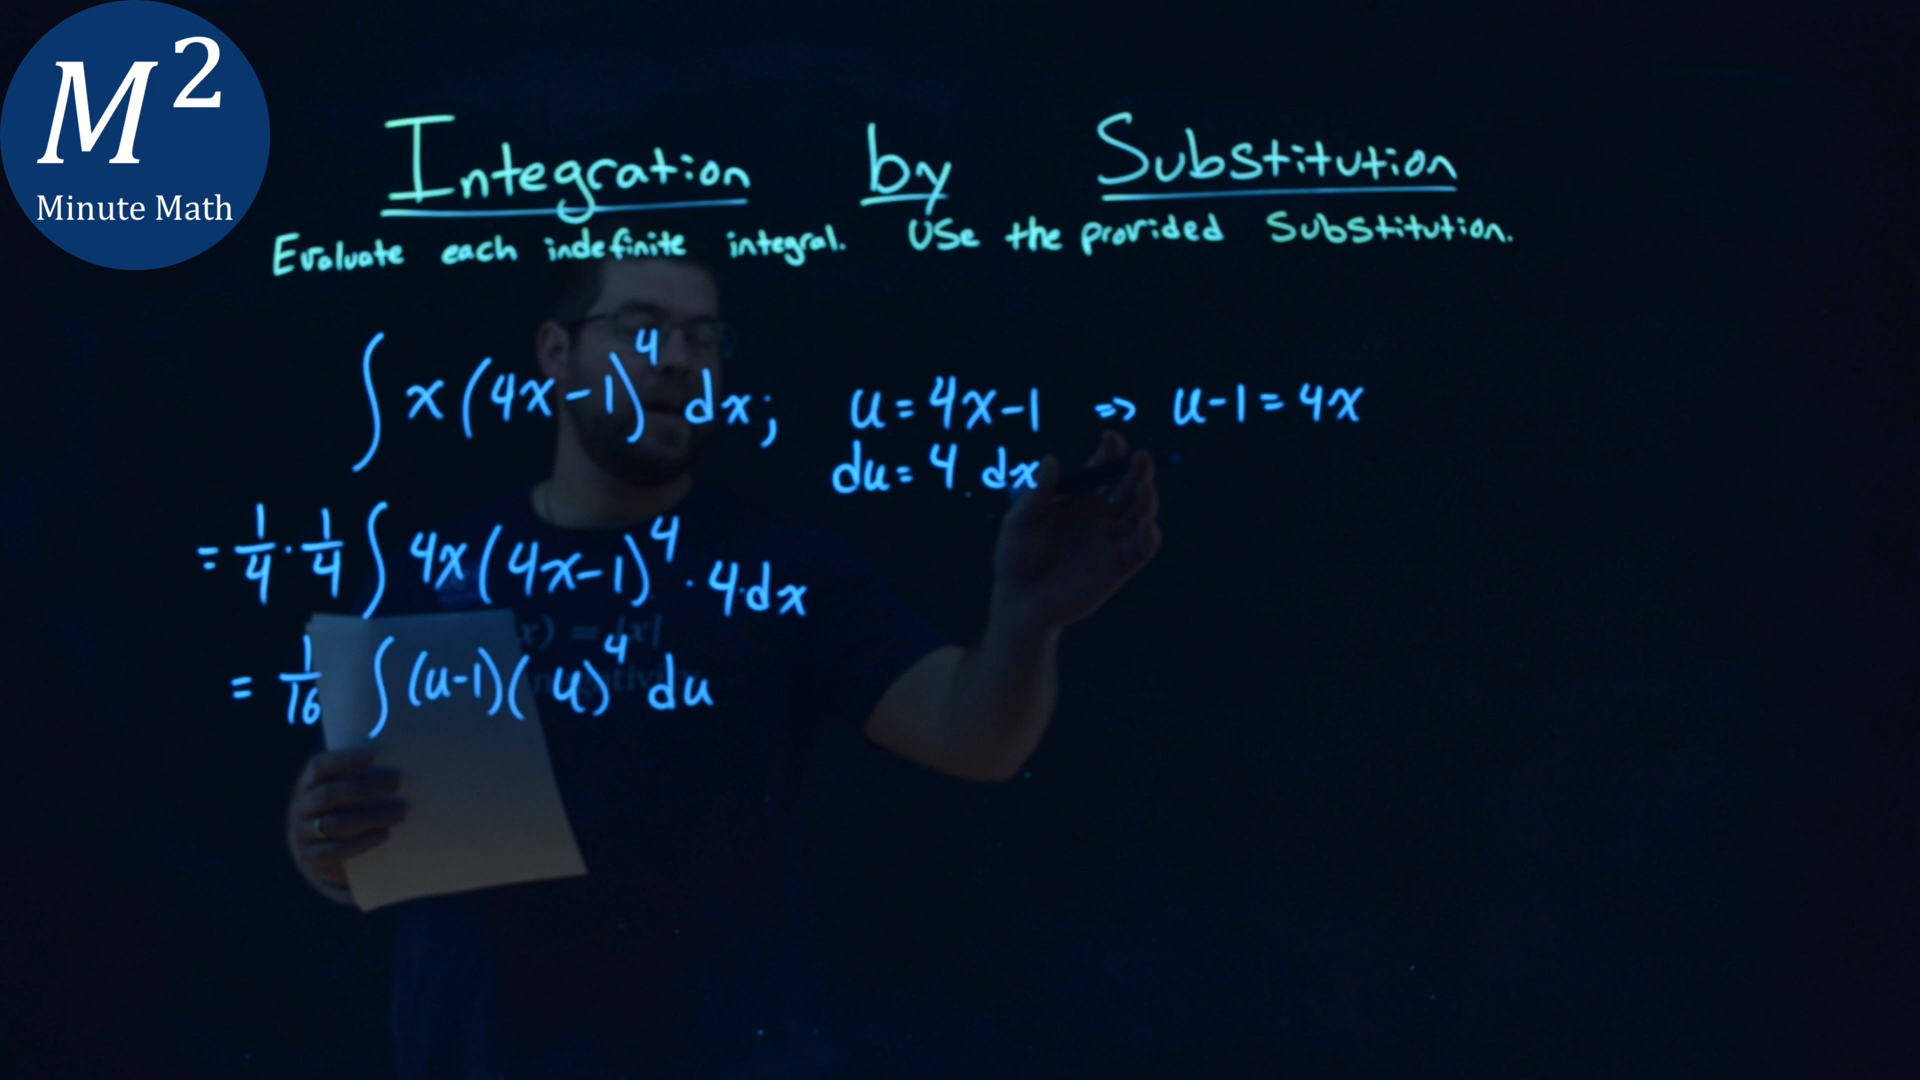 M²
Minute Math
Integration by Substitution
Evaluate each indefinite integral. Use the provided Substitution.
∫ x(4x-1)⁴ dx; u = 4x-1 => u-1 = 4x
du = 4 dx
= 1/4 · 1/4 ∫ 4x(4x-1)⁴ · 4·dx
= 1/16 ∫ (u-1)(u)⁴ du